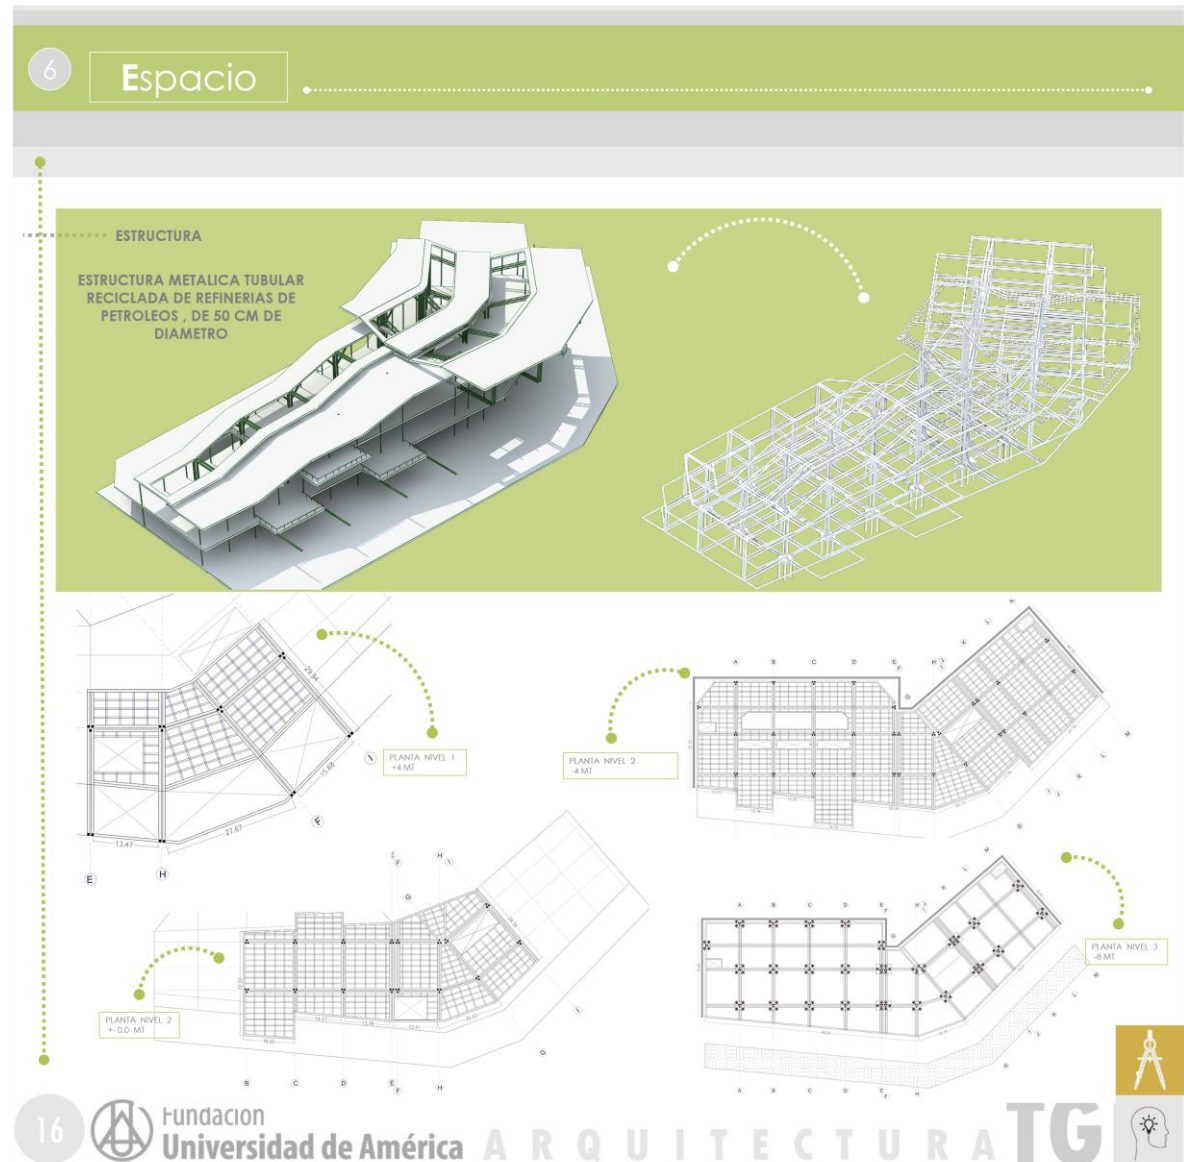 6
Espacio
ESTRUCTURA
ESTRUCTURA METALICA TUBULAR
RECICLADA DE REFINERIAS DE
PETROLEOS , DE 50 CM DE
DIAMETRO
29.94
15.68
27.67
13.47
I
F
E
H
PLANTA NIVEL 1
+4 MT
PLANTA NIVEL 2
-4 MT
A B C D E F H
G
K L M
PLANTA NIVEL 2
+- 0.0 MT
E F H I
G
B C D E F H
G
I
PLANTA NIVEL 3
-8 MT
A B C D E F H
K L M
A B C D E F H
16
Fundacion
Universidad de América
ARQUITECTURA
TG